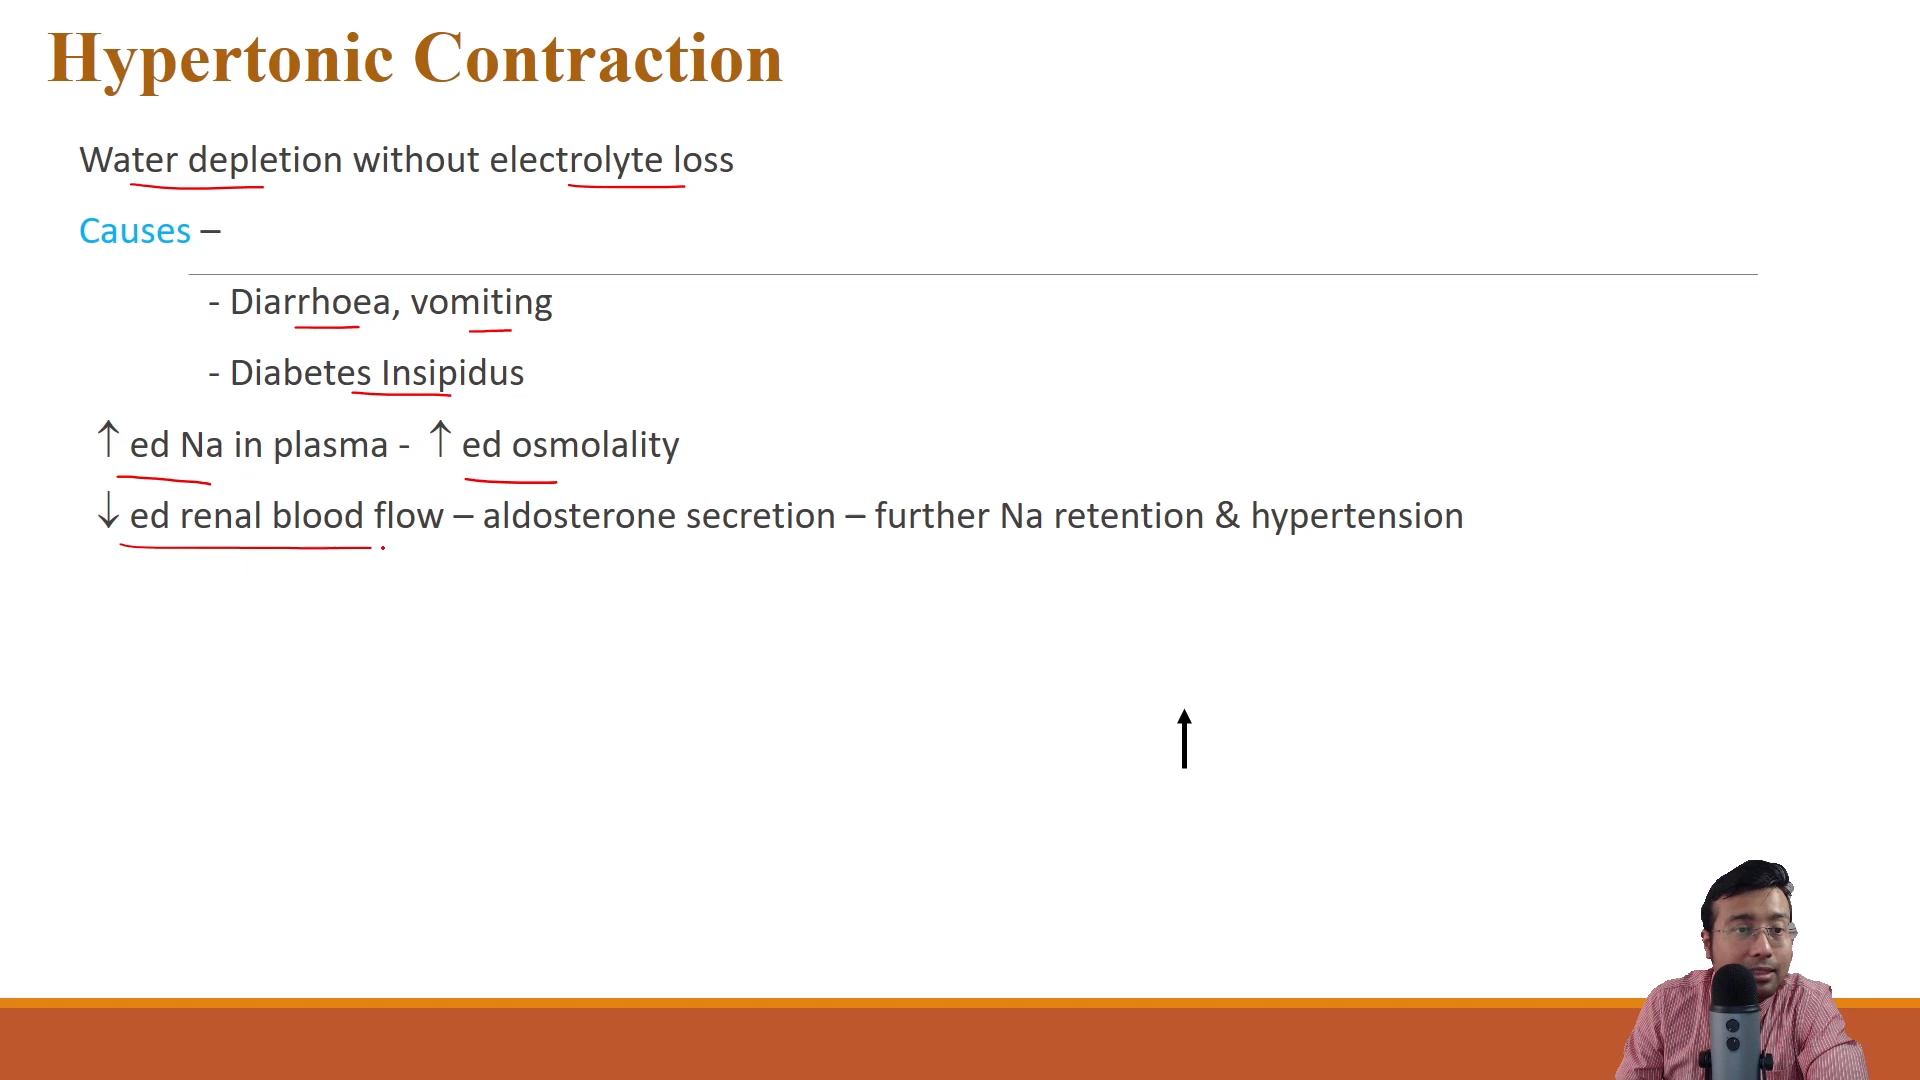 Hypertonic Contraction
Water depletion without electrolyte loss
Causes –
- Diarrhoea, vomiting
- Diabetes Insipidus
↑ ed Na in plasma - ↑ ed osmolality
↓ ed renal blood flow – aldosterone secretion – further Na retention & hypertension